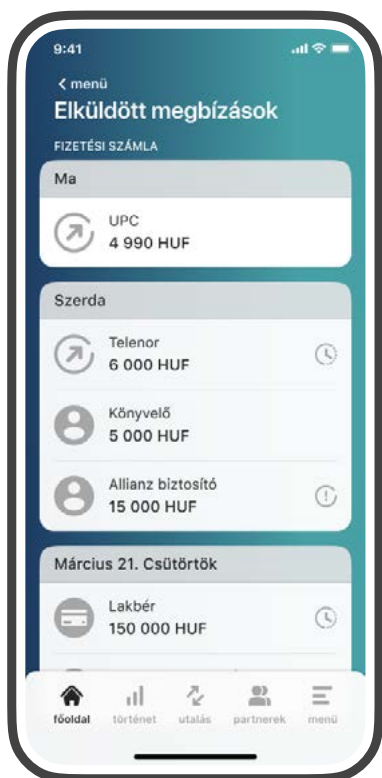 9:41
< menü
Elküldött megbízások
FIZETÉSI SZÁMLA
Ma
UPC
4 990 HUF
Szerda
Telenor
6 000 HUF
Könyvelő
5 000 HUF
Allianz biztosító
15 000 HUF
Március 21. Csütörtök
Lakbér
150 000 HUF
főoldal történet utalás partnerek menü